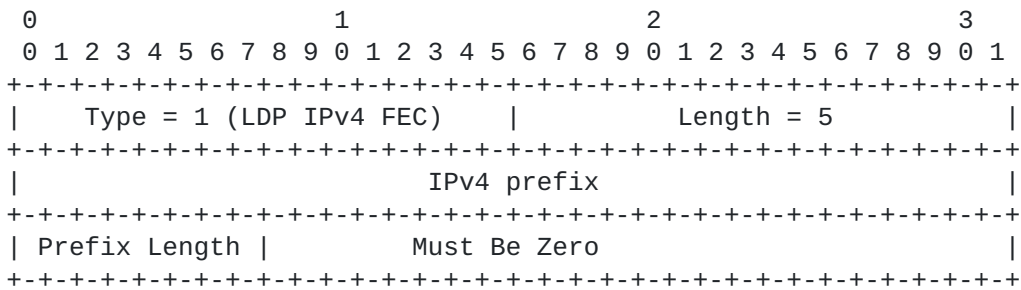 0                   1                   2                   3
 0 1 2 3 4 5 6 7 8 9 0 1 2 3 4 5 6 7 8 9 0 1 2 3 4 5 6 7 8 9 0 1
+-+-+-+-+-+-+-+-+-+-+-+-+-+-+-+-+-+-+-+-+-+-+-+-+-+-+-+-+-+-+-+-+
|    Type = 1 (LDP IPv4 FEC)    |          Length = 5           |
+-+-+-+-+-+-+-+-+-+-+-+-+-+-+-+-+-+-+-+-+-+-+-+-+-+-+-+-+-+-+-+-+
|                          IPv4 prefix                          |
+-+-+-+-+-+-+-+-+-+-+-+-+-+-+-+-+-+-+-+-+-+-+-+-+-+-+-+-+-+-+-+-+
| Prefix Length |         Must Be Zero                          |
+-+-+-+-+-+-+-+-+-+-+-+-+-+-+-+-+-+-+-+-+-+-+-+-+-+-+-+-+-+-+-+-+